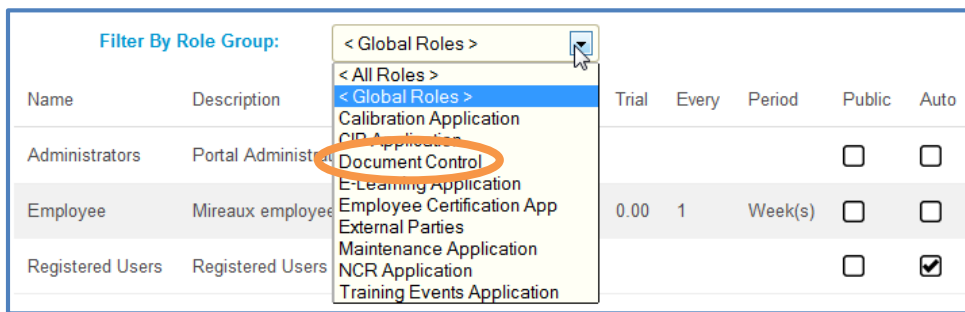 Filter By Role Group: < Global Roles >
< All Roles >
< Global Roles >
Calibration Application
CIP Application
Document Control
E-Learning Application
Employee Certification App
External Parties
Maintenance Application
NCR Application
Training Events Application
Name Description Trial Every Period Public Auto
Administrators Portal Administrat
Employee Mireaux employee 0.00 1 Week(s)
Registered Users Registered Users